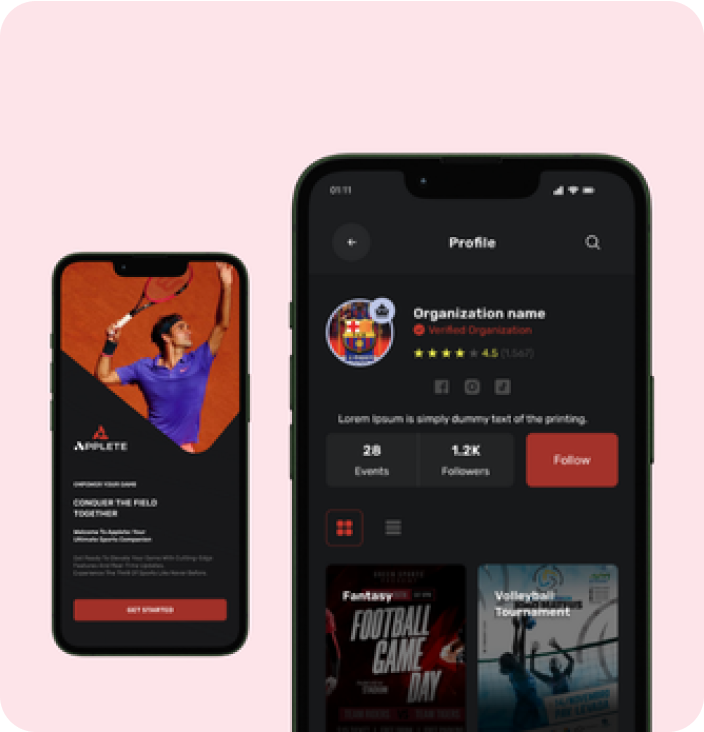 APPLETE
EMPOWER YOUR GAME
CONQUER THE FIELD
TOGETHER
Welcome To Applete: Your
Ultimate Sports Companion
Get Ready To Elevate Your Game With Cutting-Edge
Features And Real-Time Updates.
Experience The Thrill Of Sports Like Never Before.
GET STARTED
01:11
Profile
Organization name
Verified Organization
4.5 (1,567)
Lorem Ipsum is simply dummy text of the printing.
28
Events
1.2K
Followers
Follow
Fantasy
FOOTBALL
GAME
DAY
STADIUM
Volleyball
Tournament